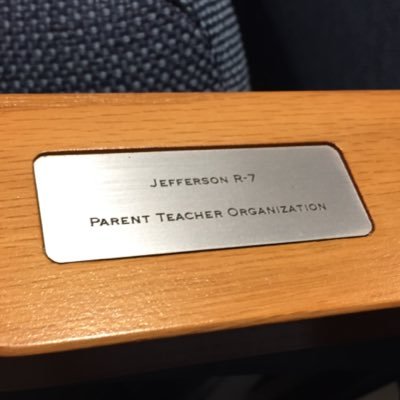 Jefferson R-7
Parent Teacher Organization